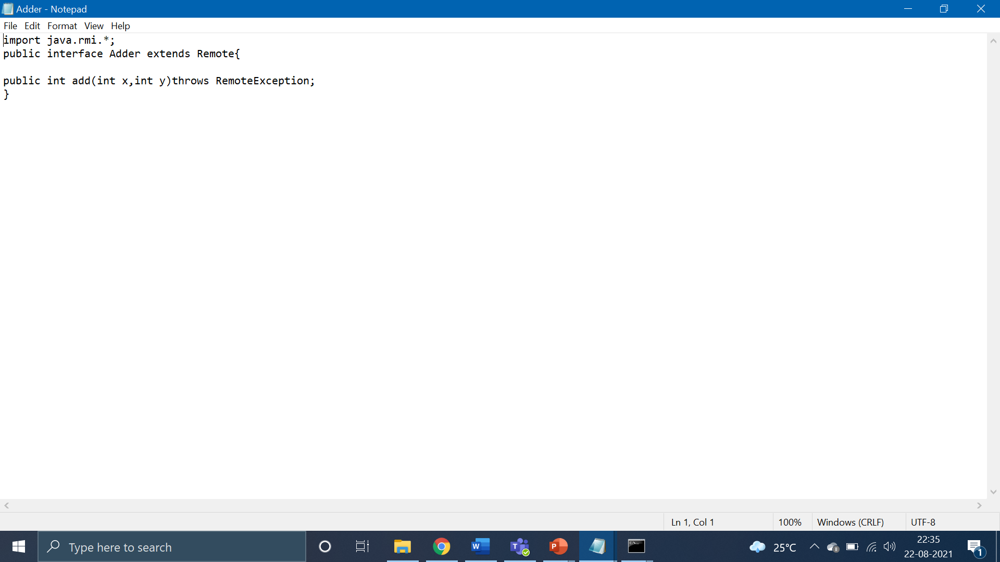 Adder - Notepad
File Edit Format View Help
import java.rmi.*;
public interface Adder extends Remote{
public int add(int x,int y)throws RemoteException;
}
Ln 1, Col 1 100% Windows (CRLF) UTF-8
Type here to search
W
T
P
C:\
25°C
22:35
22-08-2021
1